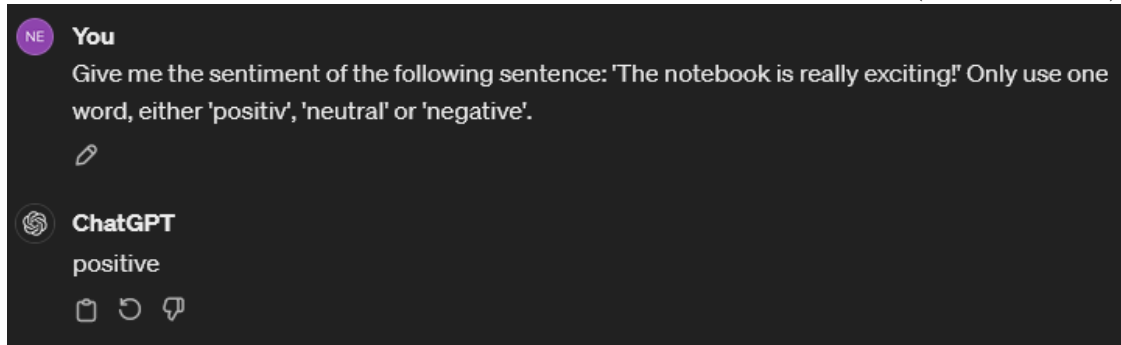 NE
You
Give me the sentiment of the following sentence: 'The notebook is really exciting!' Only use one
word, either 'positiv', 'neutral' or 'negative'.
ChatGPT
positive